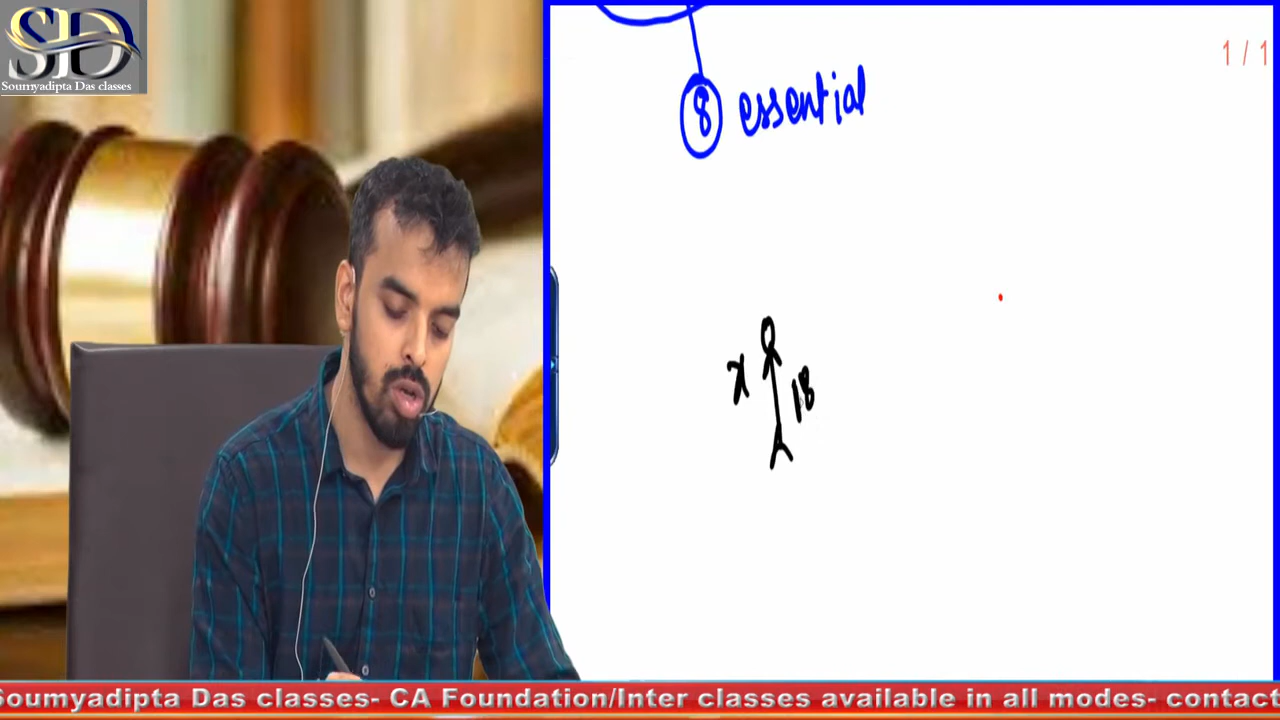 SD
Soumyadipta Das classes
1 / 1
8 essential
x
18
Soumyadipta Das classes- CA Foundation/Inter classes available in all modes- contact